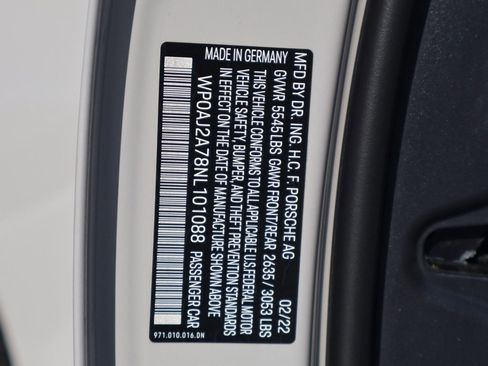 MFD BY DR. ING. H.C. F. PORSCHE AG 02/22
GVWR 5545 LBS GAWR FRONT/REAR 2635 / 3053 LBS
THIS VEHICLE CONFORMS TO ALL APPLICABLE U.S. FEDERAL MOTOR
VEHICLE SAFETY, BUMPER, AND THEFT PREVENTION STANDARDS
IN EFFECT ON THE DATE OF MANUFACTURE SHOWN ABOVE
WP0AJ2A78NL101088 PASSENGER CAR
MADE IN GERMANY
971.010.016.DN